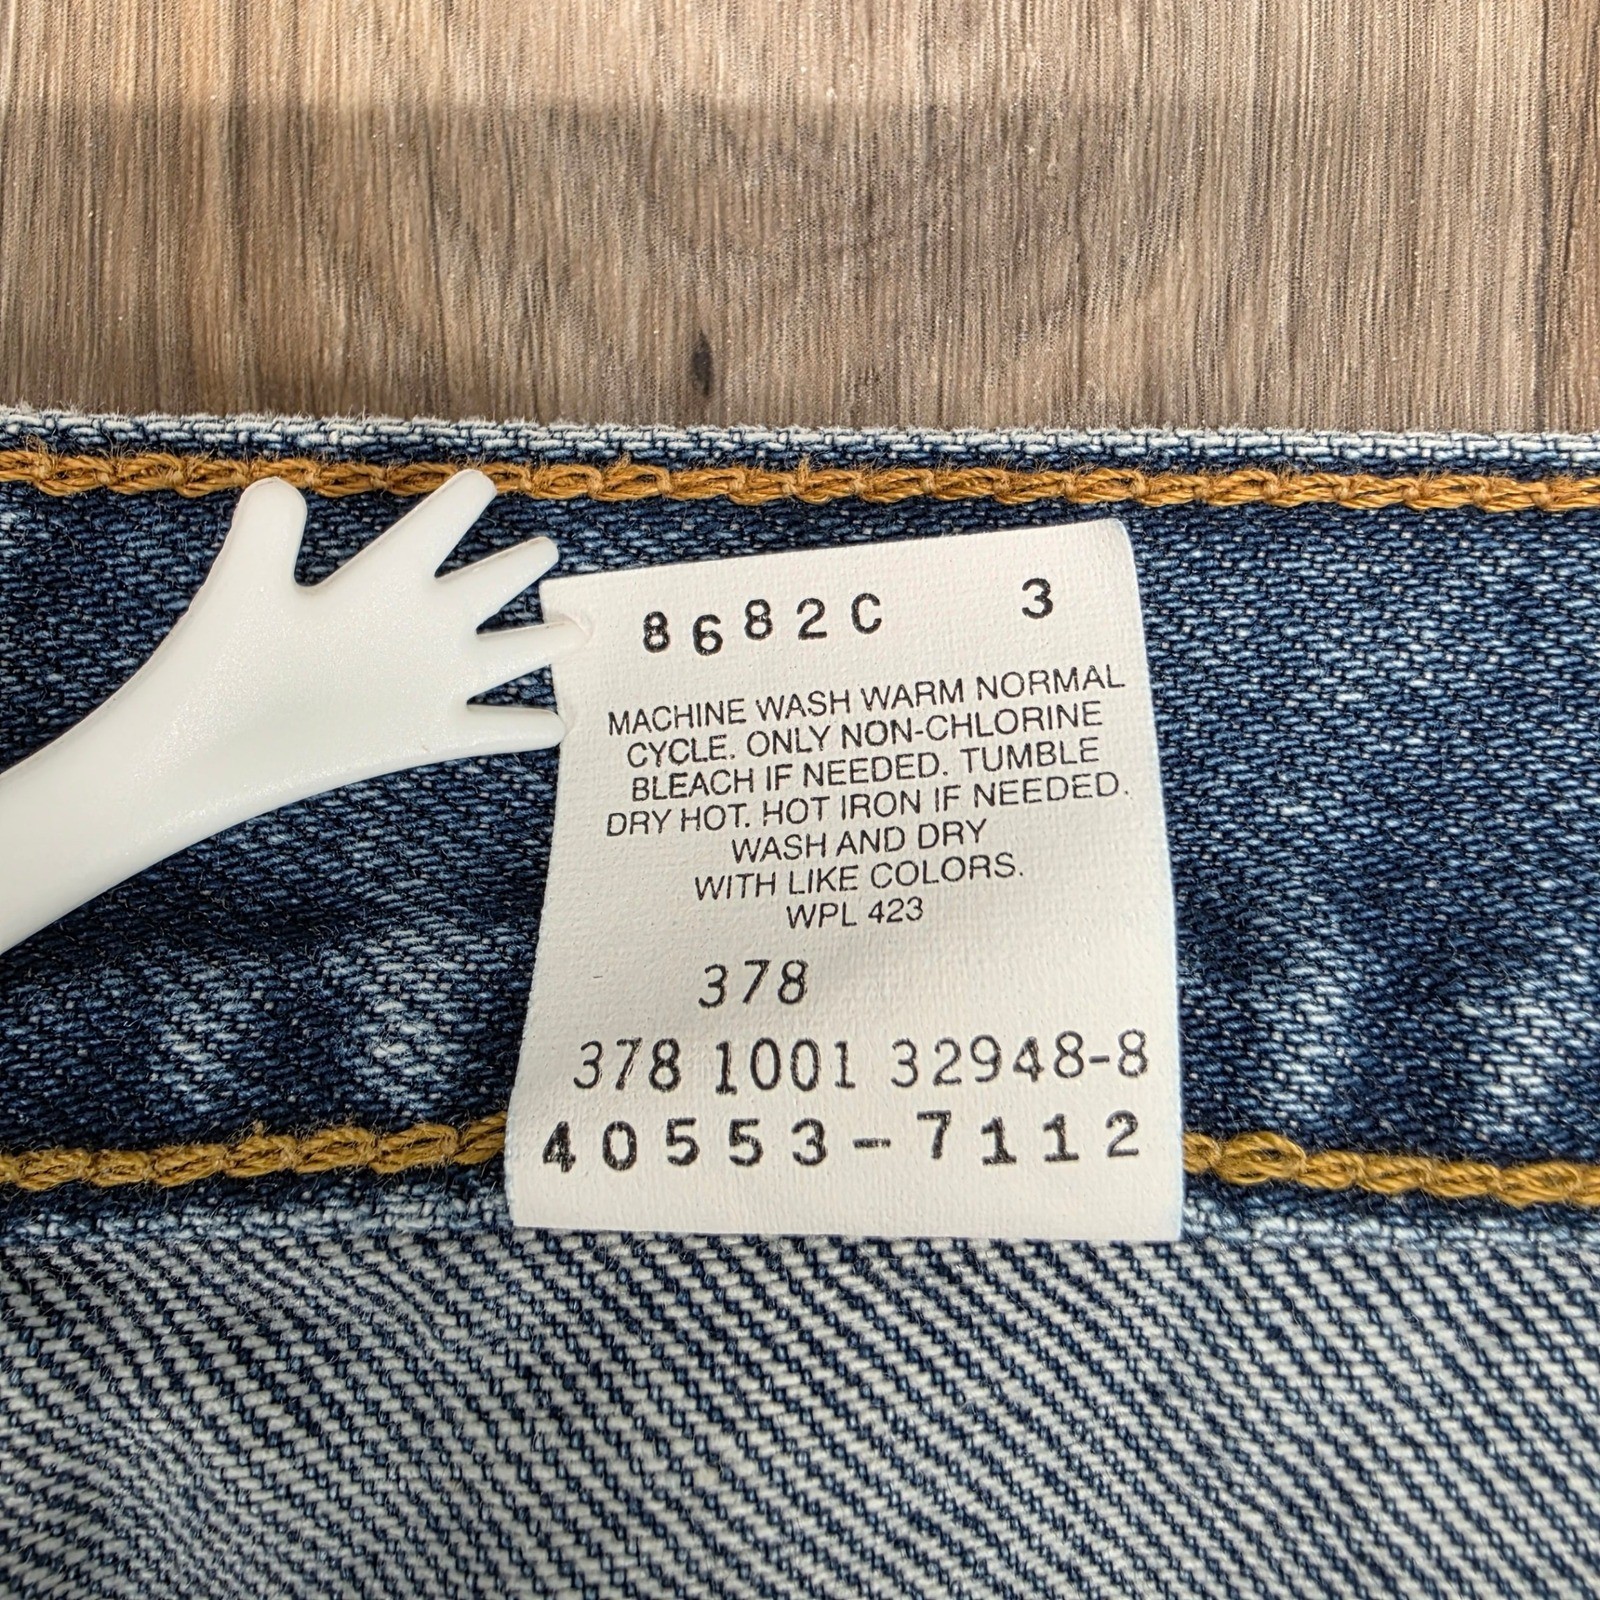 8682C 3
MACHINE WASH WARM NORMAL
CYCLE. ONLY NON-CHLORINE
BLEACH IF NEEDED. TUMBLE
DRY HOT. HOT IRON IF NEEDED.
WASH AND DRY
WITH LIKE COLORS.
WPL 423
378
378 1001 32948-8
40553-7112